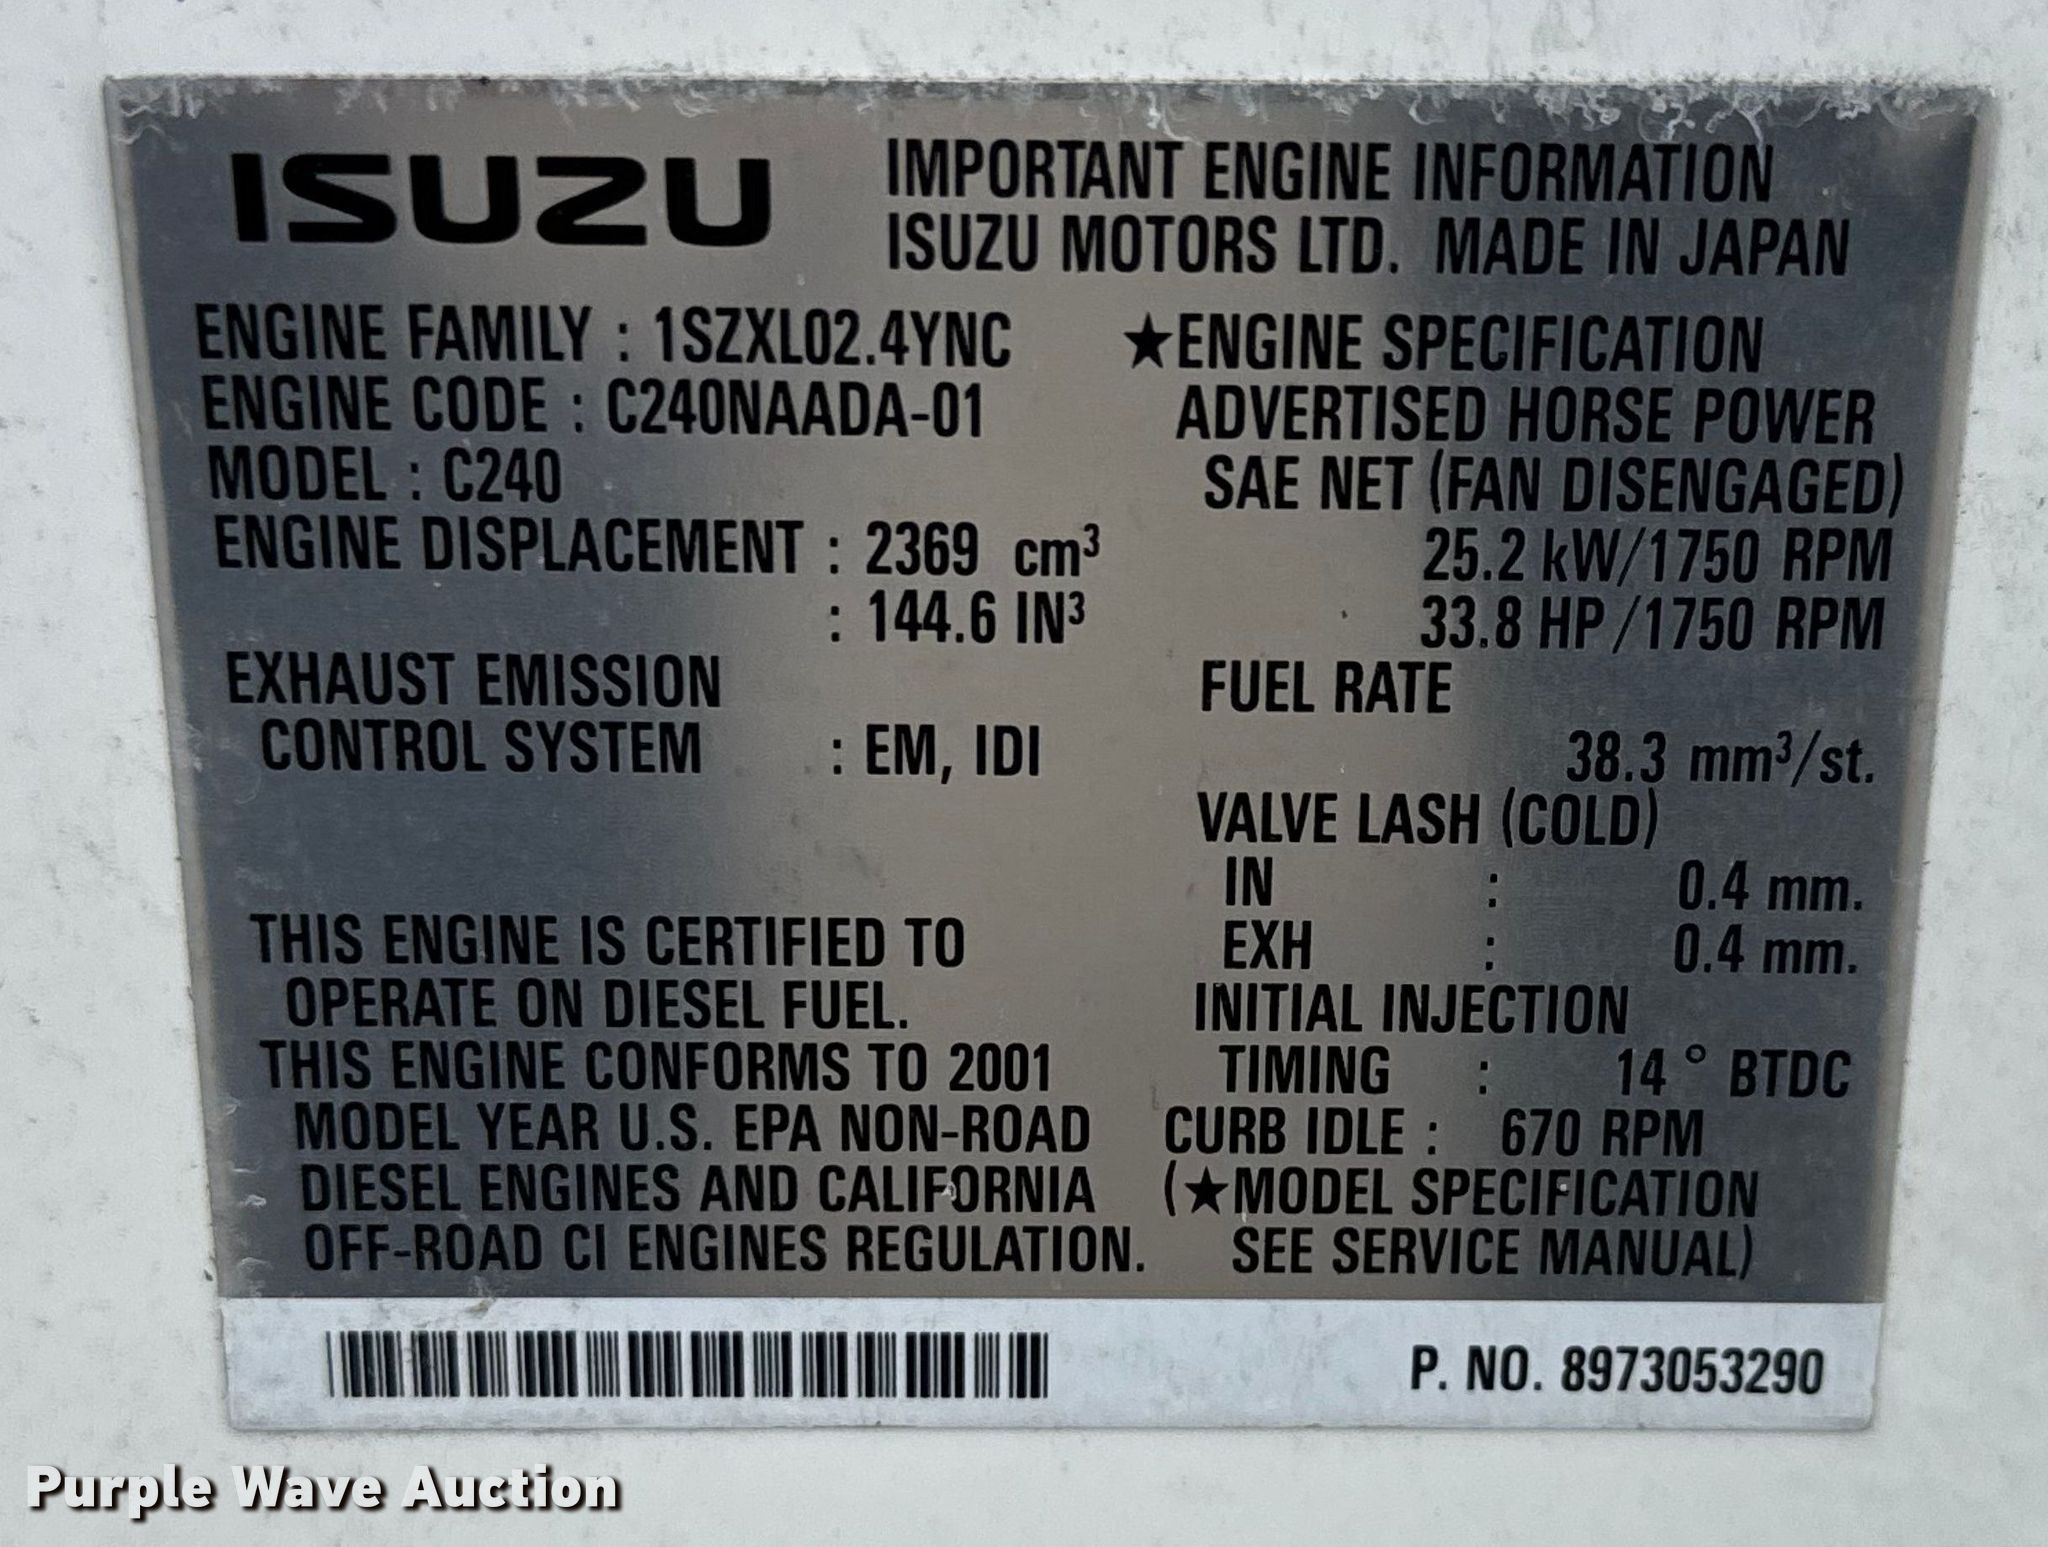 ISUZU
IMPORTANT ENGINE INFORMATION
ISUZU MOTORS LTD. MADE IN JAPAN
ENGINE FAMILY : 1SZXL02.4YNC
ENGINE CODE : C240NAADA-01
MODEL : C240
ENGINE DISPLACEMENT : 2369 cm³
: 144.6 IN³
EXHAUST EMISSION
CONTROL SYSTEM : EM, IDI
THIS ENGINE IS CERTIFIED TO
OPERATE ON DIESEL FUEL.
THIS ENGINE CONFORMS TO 2001
MODEL YEAR U.S. EPA NON-ROAD
DIESEL ENGINES AND CALIFORNIA
OFF-ROAD CI ENGINES REGULATION.
★ENGINE SPECIFICATION
ADVERTISED HORSE POWER
SAE NET (FAN DISENGAGED)
25.2 kW/1750 RPM
33.8 HP/1750 RPM
FUEL RATE
38.3 mm³/st.
VALVE LASH (COLD)
IN : 0.4 mm.
EXH : 0.4 mm.
INITIAL INJECTION
TIMING : 14° BTDC
CURB IDLE : 670 RPM
(★MODEL SPECIFICATION
SEE SERVICE MANUAL)
P. NO. 8973053290
Purple Wave Auction